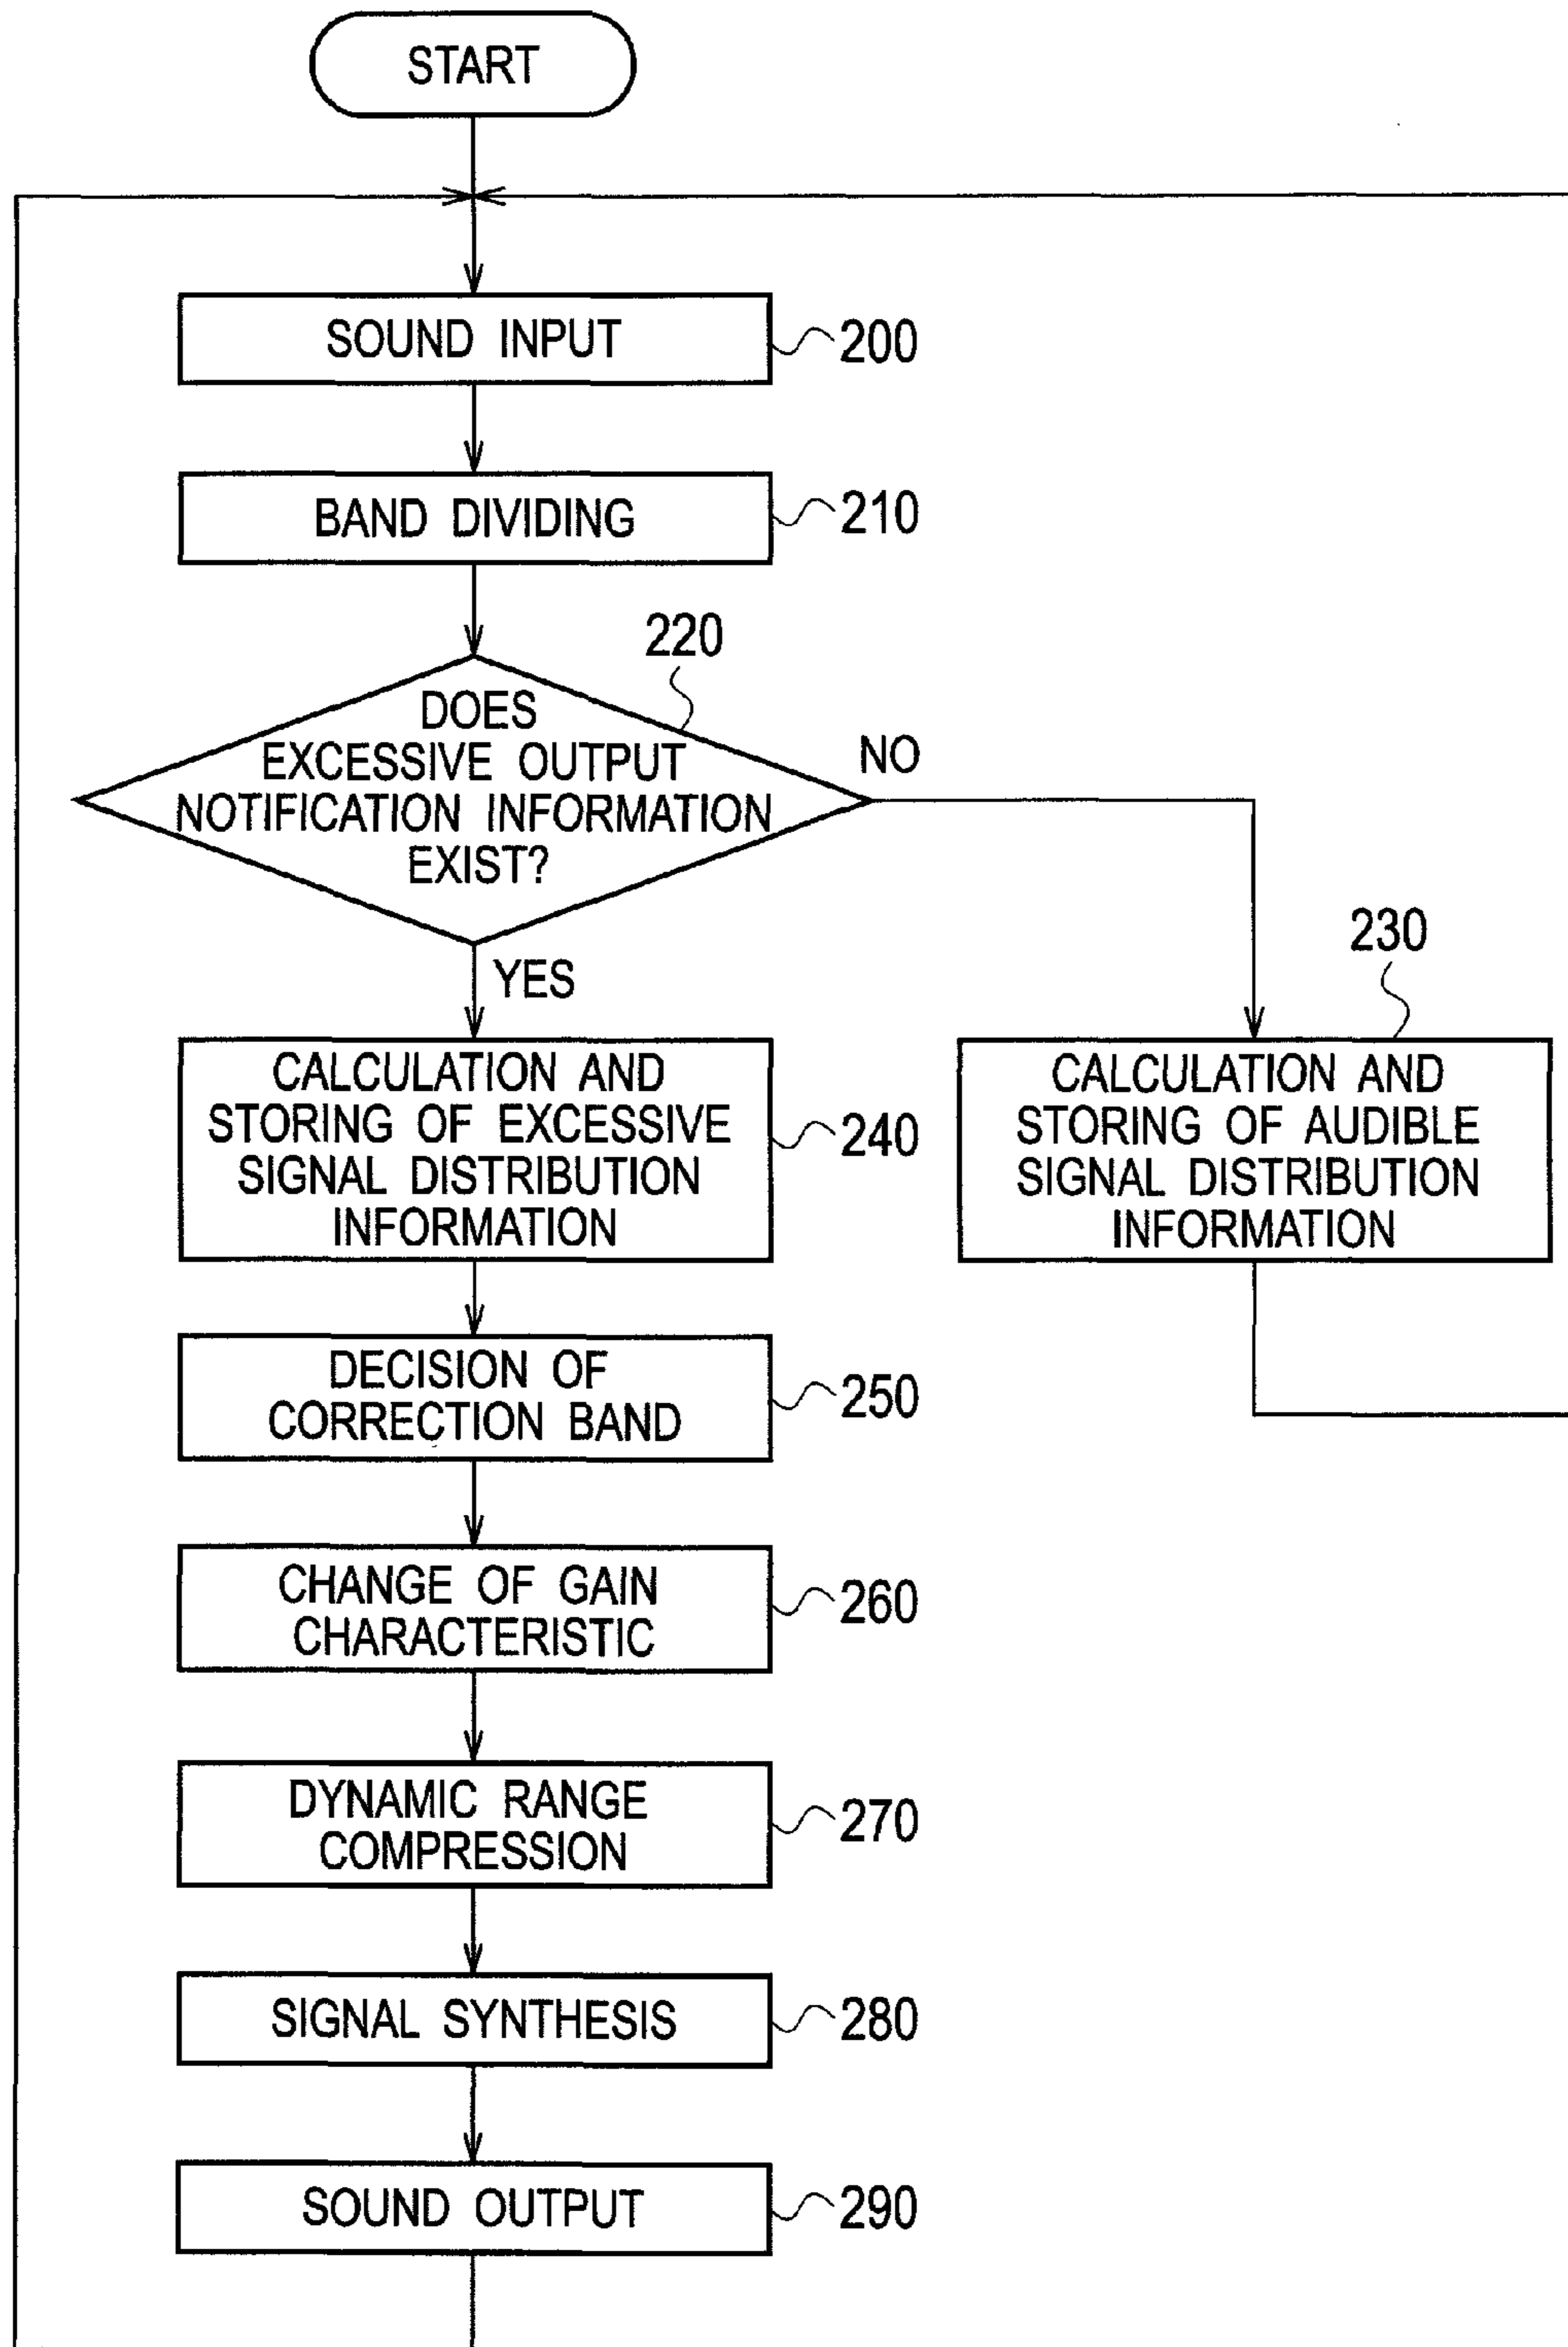 START
SOUND INPUT
200
BAND DIVIDING
210
220
DOES
EXCESSIVE OUTPUT
NOTIFICATION INFORMATION
EXIST?
NO
YES
230
CALCULATION AND
STORING OF EXCESSIVE
SIGNAL DISTRIBUTION
INFORMATION
240
CALCULATION AND
STORING OF AUDIBLE
SIGNAL DISTRIBUTION
INFORMATION
DECISION OF
CORRECTION BAND
250
CHANGE OF GAIN
CHARACTERISTIC
260
DYNAMIC RANGE
COMPRESSION
270
SIGNAL SYNTHESIS
280
SOUND OUTPUT
290